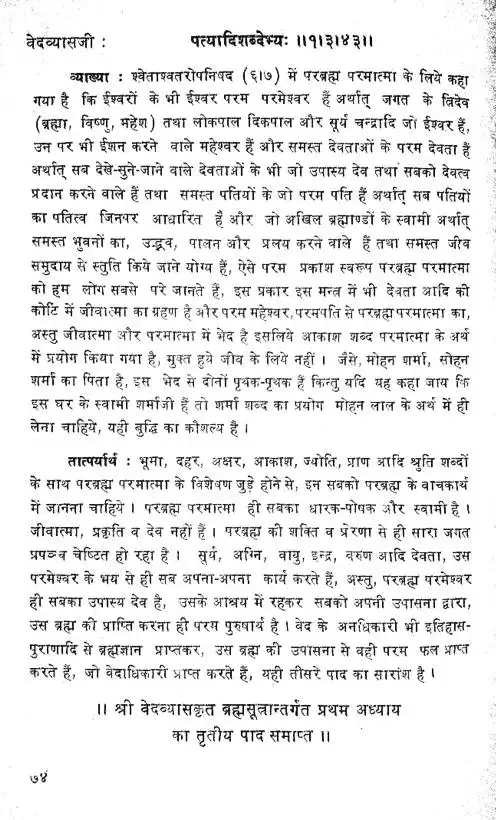 वेदव्यासजी : पत्यादिशब्देभ्यः ॥१।३।४३॥
व्याख्या : श्वेताश्वतरोपनिषद (६।७) में परब्रह्म परमात्मा के लिये कहा
गया है कि ईश्वरों के भी ईश्वर परम परमेश्वर हैं अर्थात् जगत के त्रिदेव
(ब्रह्मा, विष्णु, महेश) तथा लोकपाल दिकपाल और सूर्य चन्द्रादि जो ईश्वर हैं,
उन पर भी ईशन करने वाले महेश्वर हैं और समस्त देवताओं के परम देवता हैं
अर्थात् सब देखे-सुने-जाने वाले देवताओं के भी जो उपास्य देव तथा सबको देवत्व
प्रदान करने वाले हैं तथा समस्त पतियों के जो परम पति हैं अर्थात् सब पतियों
का पतित्व जिनपर आधारित है और जो अखिल ब्रह्माण्डों के स्वामी अर्थात्
समस्त भुवनों का, उद्भव, पालन और प्रलय करने वाले हैं तथा समस्त जीव
समुदाय से स्तुति किये जाने योग्य हैं, ऐसे परम प्रकाश स्वरूप परब्रह्म परमात्मा
को हम लोग सबसे परे जानते हैं, इस प्रकार इस मन्त्र में भी देवता आदि की
कोटि में जीवात्मा का ग्रहण है और परम महेश्वर, परमपति से परब्रह्म परमात्मा का,
अस्तु जीवात्मा और परमात्मा में भेद है इसलिये आकाश शब्द परमात्मा के अर्थ
में प्रयोग किया गया है, मुक्त हुये जीव के लिये नहीं । जैसे, मोहन शर्मा, सोहन
शर्मा का पिता है, इस भेद से दोनों पृथक-पृथक हैं किन्तु यदि यह कहा जाय कि
इस घर के स्वामी शर्माजी हैं तो शर्मा शब्द का प्रयोग मोहन लाल के अर्थ में ही
लेना चाहिये, यही बुद्धि का कौशल्य है ।
तात्पर्यार्थ : भूमा, दहर, अक्षर, आकाश, ज्योति, प्राण आदि श्रुति शब्दों
के साथ परब्रह्म परमात्मा के विशेषण जुड़े होने से, इन सबको परब्रह्म के वाचकार्थ
में जानना चाहिये । परब्रह्म परमात्मा ही सबका धारक-पोषक और स्वामी है ।
जीवात्मा, प्रकृति व देव नहीं हैं । परब्रह्म की शक्ति व प्रेरणा से ही सारा जगत
प्रपञ्च चेष्टित हो रहा है । सूर्य, अग्नि, वायु, इन्द्र, वरुण आदि देवता, उस
परमेश्वर के भय से ही सब अपना-अपना कार्य करते हैं, अस्तु, परब्रह्म परमेश्वर
ही सबका उपास्य देव है, उसके आश्रय में रहकर सबको अपनी उपासना द्वारा,
उस ब्रह्म की प्राप्ति करना ही परम पुरुषार्थ है । वेद के अनधिकारी भी इतिहास-
पुराणादि से ब्रह्मज्ञान प्राप्तकर, उस ब्रह्म की उपासना से वही परम फल प्राप्त
करते हैं, जो वेदाधिकारी प्राप्त करते हैं, यही तीसरे पाद का सारांश है ।
॥ श्री वेदव्यासकृत ब्रह्मसूत्रान्तर्गत प्रथम अध्याय
का तृतीय पाद समाप्त ॥
७४